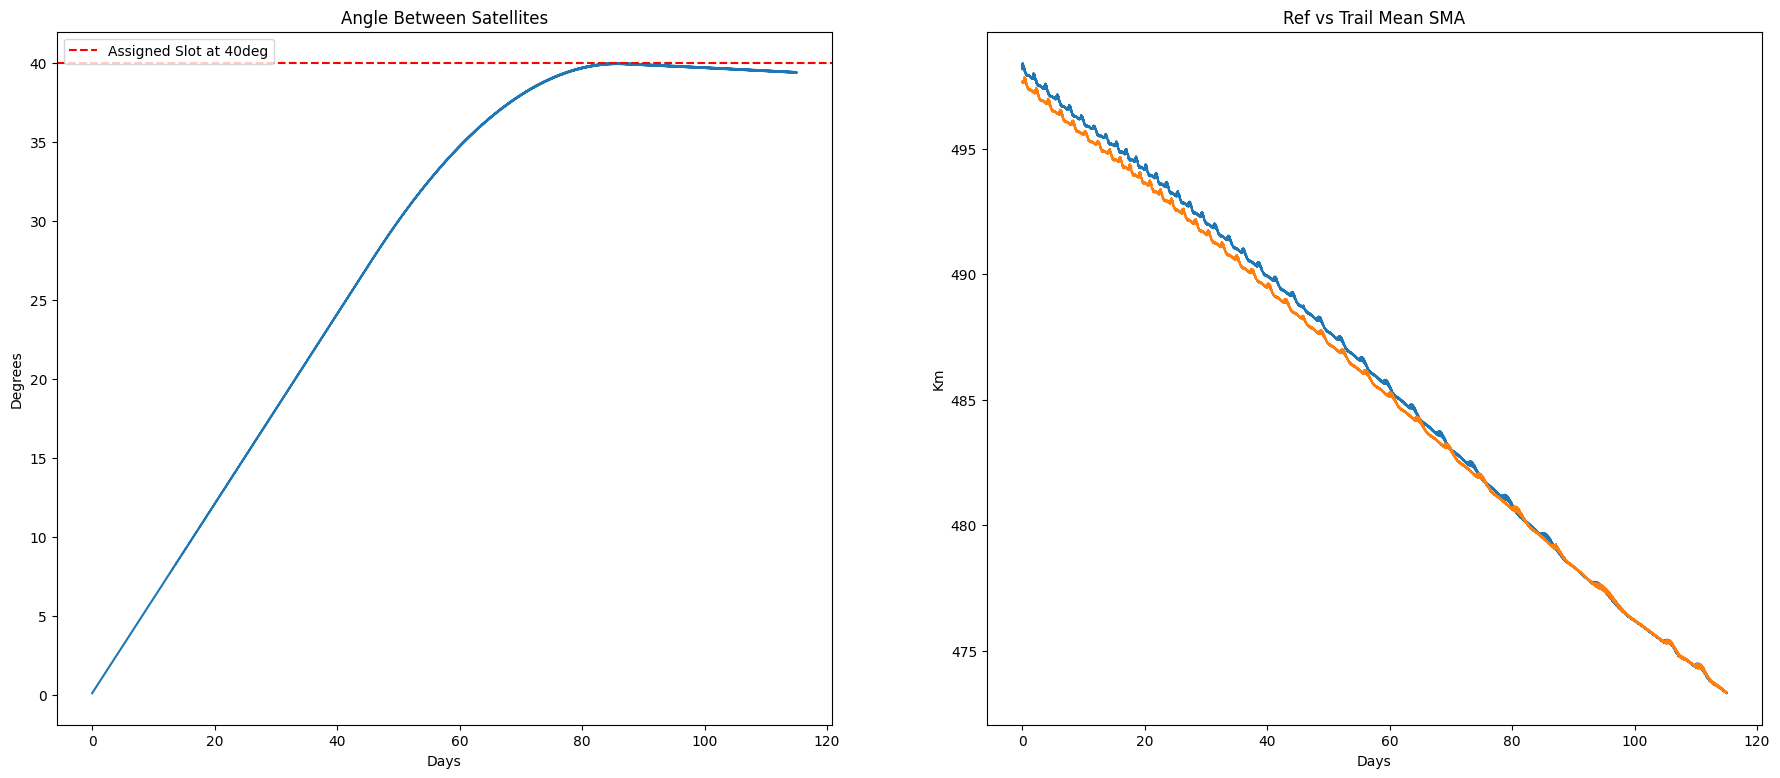 Angle Between Satellites
Assigned Slot at 40deg
40
35
30
25
20
15
10
5
0
Degrees
0 20 40 60 80 100 120
Days
Ref vs Trail Mean SMA
495
490
485
480
475
Km
0 20 40 60 80 100 120
Days